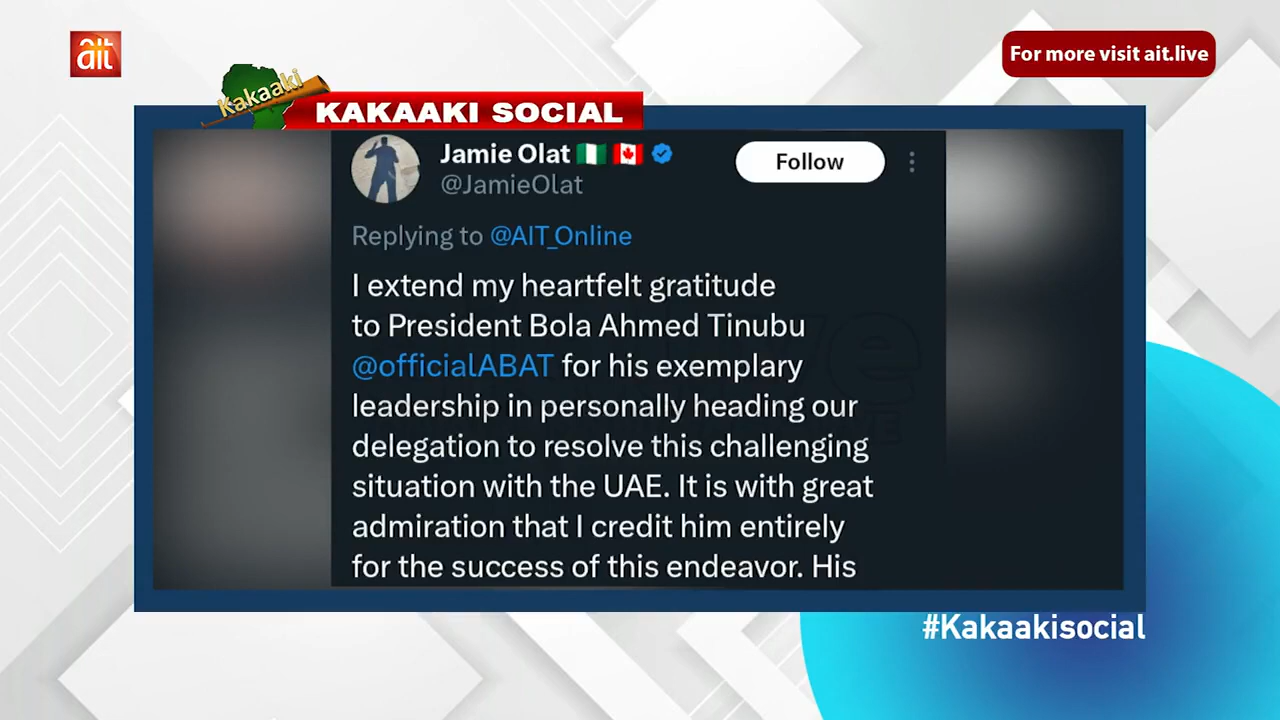 ait
For more visit ait.live
Kakaaki
KAKAAKI SOCIAL
Jamie Olat
@JamieOlat
Follow
Replying to @AIT_Online
I extend my heartfelt gratitude
to President Bola Ahmed Tinubu
@officialABAT for his exemplary
leadership in personally heading our
delegation to resolve this challenging
situation with the UAE. It is with great
admiration that I credit him entirely
for the success of this endeavor. His
#Kakaakisocial